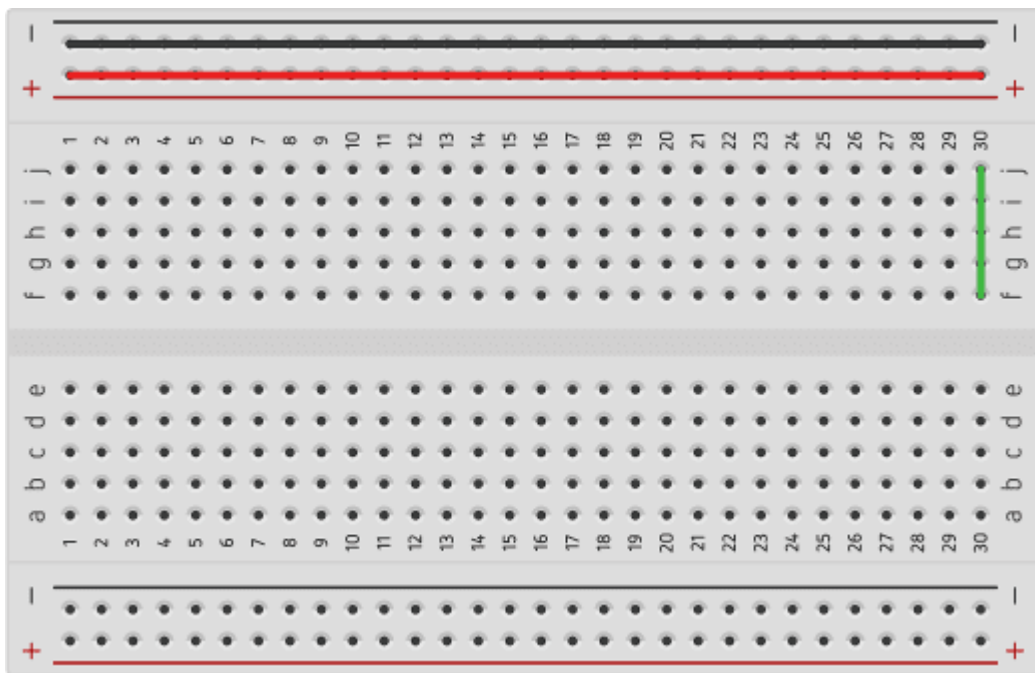 − −
+ +
1 2 3 4 5 6 7 8 9 10 11 12 13 14 15 16 17 18 19 20 21 22 23 24 25 26 27 28 29 30
j j
i i
h h
g g
f f
e e
d d
c c
b b
a a
1 2 3 4 5 6 7 8 9 10 11 12 13 14 15 16 17 18 19 20 21 22 23 24 25 26 27 28 29 30
− −
+ +